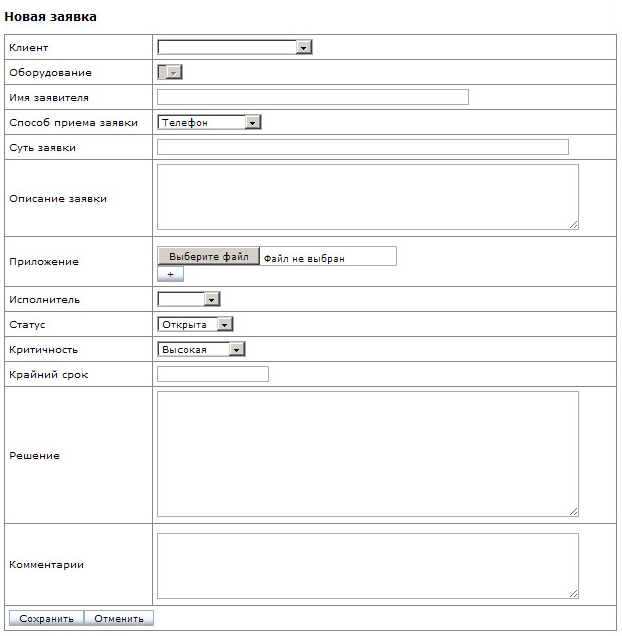 Новая заявка
Клиент
Оборудование
Имя заявителя
Способ приема заявки Телефон
Суть заявки
Описание заявки
Приложение Выберите файл Файл не выбран
+
Исполнитель
Статус Открыта
Критичность Высокая
Крайний срок
Решение
Комментарии
Сохранить Отменить